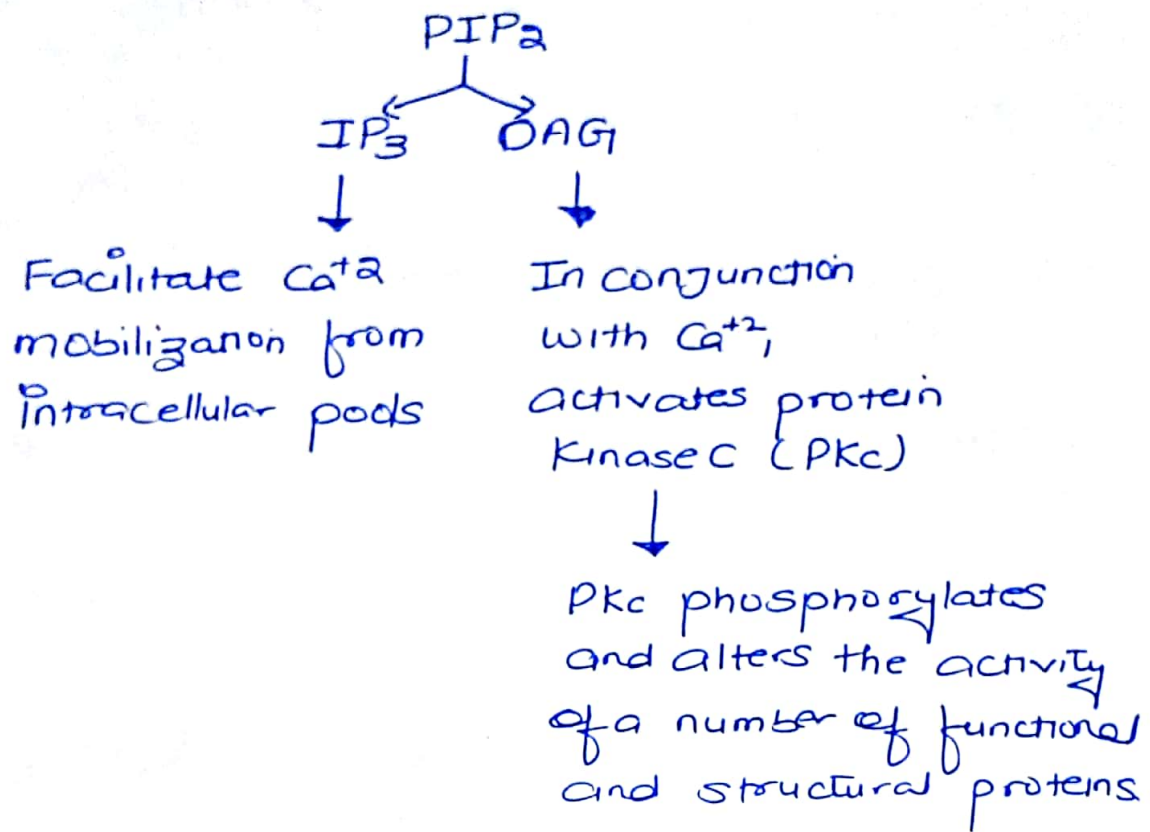 PIP2
IP3 DAG
Facilitate Ca+2
mobilization from
intracellular pools
In conjunction
with Ca+2,
activates protein
Kinase C (PKc)
PKc phosphorylates
and alters the activity
of a number of functional
and structural proteins